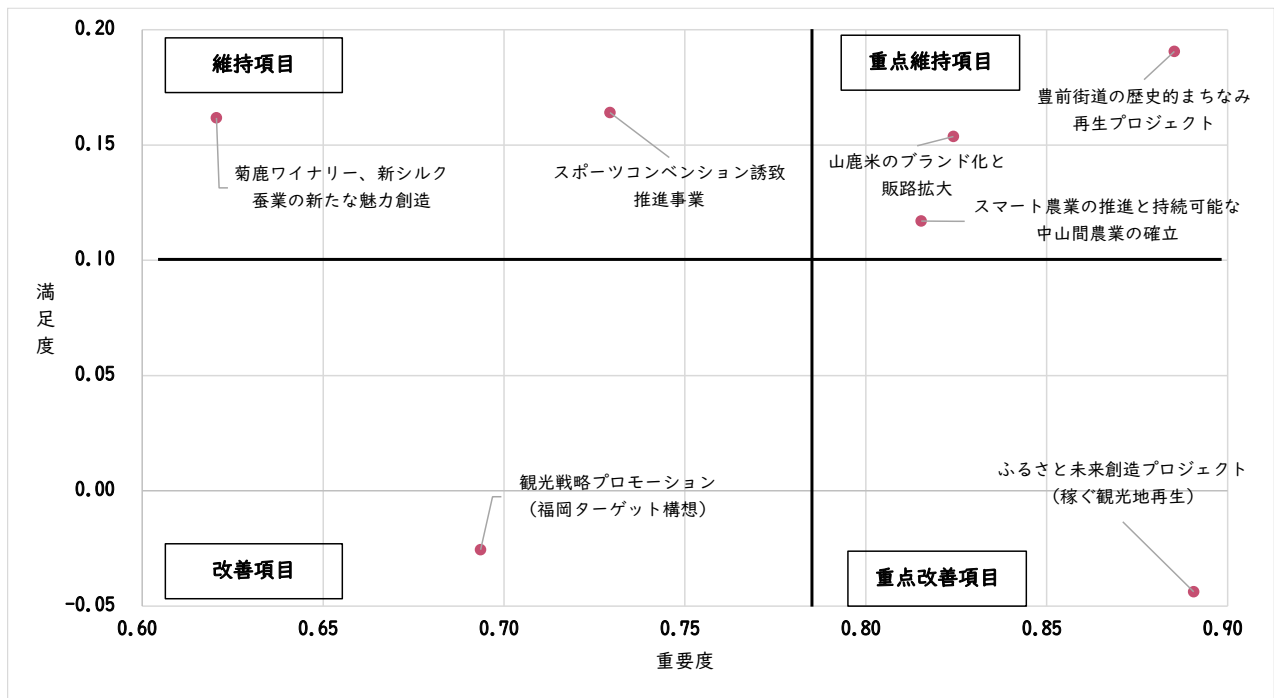 0.20
維持項目
重点維持項目
豊前街道の歴史的まちなみ
再生プロジェクト
0.15
菊鹿ワイナリー、新シルク
蚕業の新たな魅力創造
スポーツコンベンション誘致
推進事業
山鹿米のブランド化と
販路拡大
スマート農業の推進と持続可能な
中山間農業の確立
0.10
満足度
0.05
ふるさと未来創造プロジェクト
(稼ぐ観光地再生)
観光戦略プロモーション
(福岡ターゲット構想)
0.00
改善項目
重点改善項目
-0.05
0.60
0.65
0.70
0.75
0.80
0.85
0.90
重要度